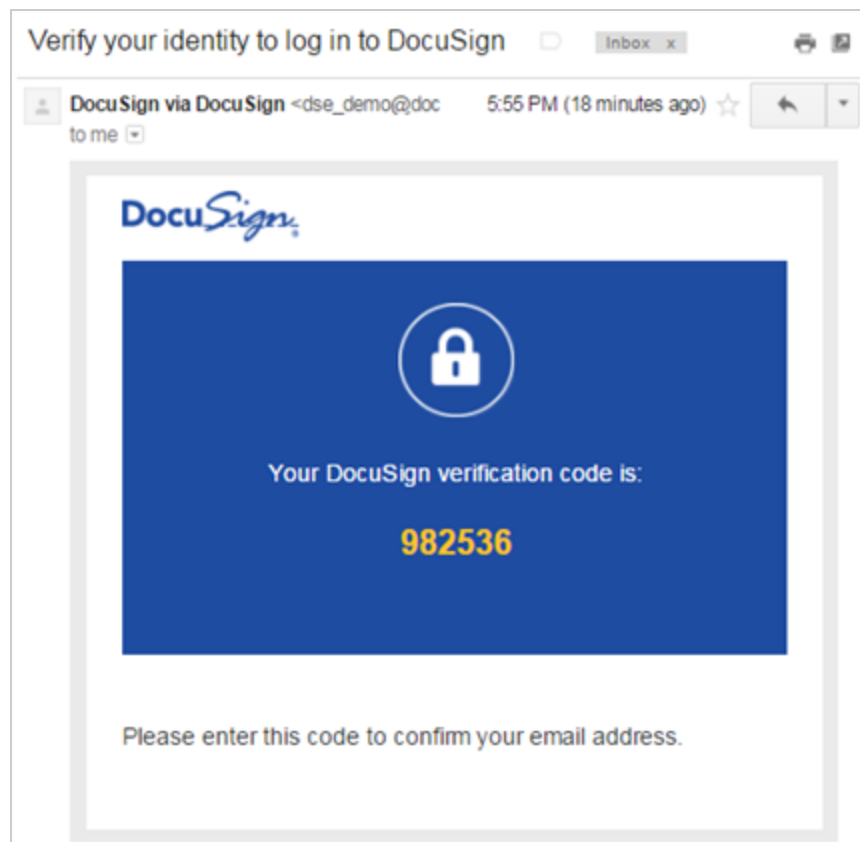 Verify your identity to log in to DocuSign Inbox x
DocuSign via DocuSign <dse_demo@doc 5:55 PM (18 minutes ago)
to me
DocuSign
Your DocuSign verification code is:
982536
Please enter this code to confirm your email address.